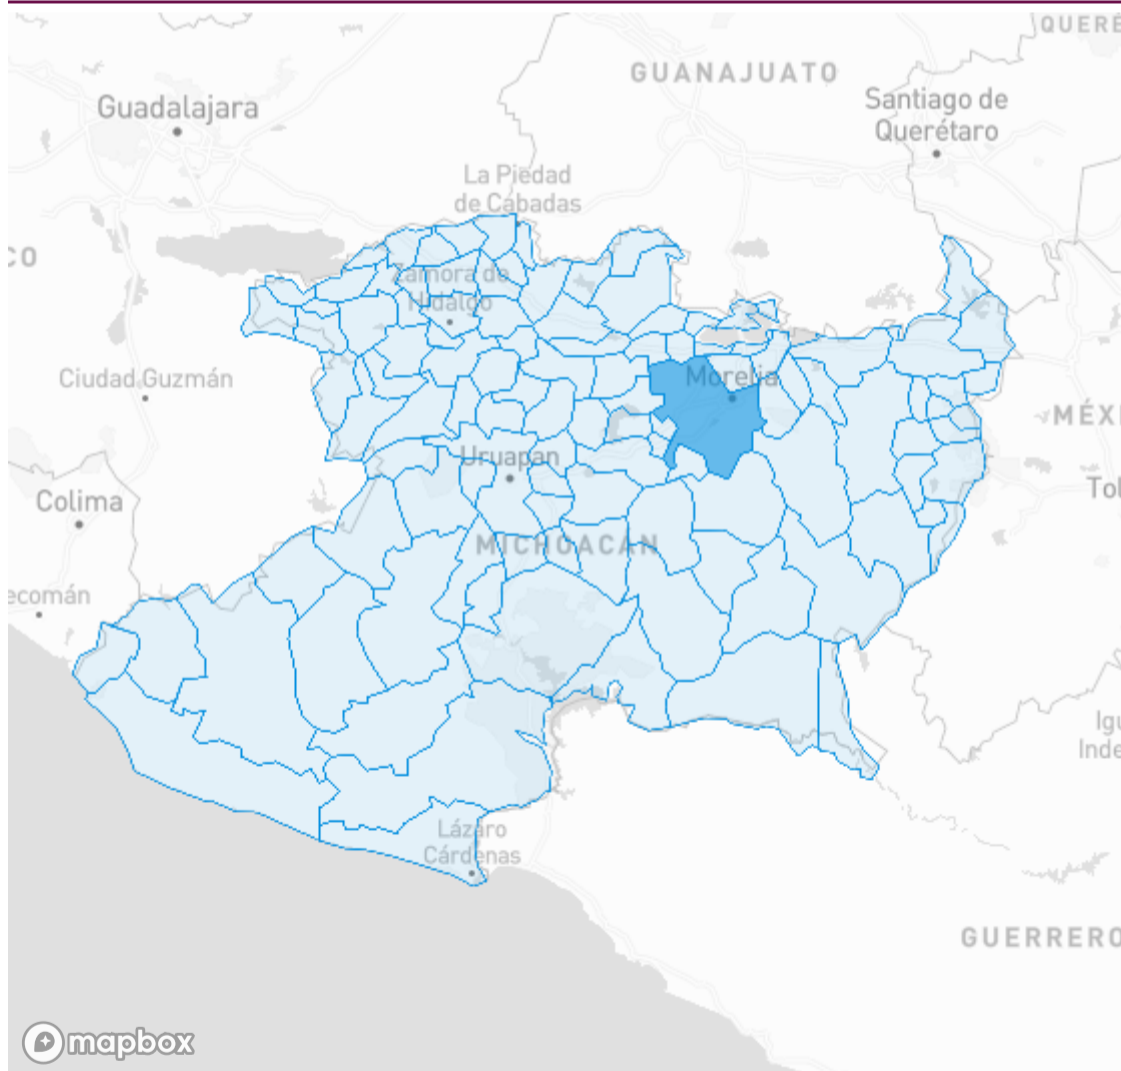 QUERÉ
GUANAJUATO
Guadalajara
Santiago de
Querétaro
La Piedad
de Cabadas
CO
Zamora de
Hidalgo
Ciudad Guzmán
Morelia
MÉXI
Uruapan
Colima
Tol
MICHOACÁN
ecomán
Igu
Inde
Lázaro
Cárdenas
GUERRERO
mapbox